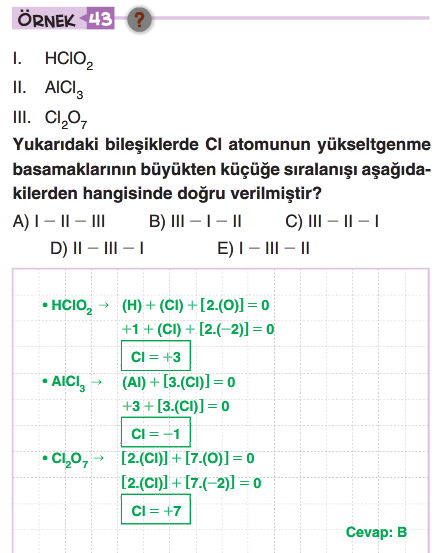 ÖRNEK 43 ?
I. HClO₂
II. AlCl₃
III. Cl₂O₇
Yukarıdaki bileşiklerde Cl atomunun yükseltgenme
basamaklarının büyükten küçüğe sıralanışı aşağıda-
kilerden hangisinde doğru verilmiştir?
A) I – II – III B) III – I – II C) III – II – I
D) II – III – I E) I – III – II
• HClO₂ → (H) + (Cl) + [2.(O)] = 0
+1 + (Cl) + [2.(−2)] = 0
Cl = +3
• AlCl₃ → (Al) + [3.(Cl)] = 0
+3 + [3.(Cl)] = 0
Cl = −1
• Cl₂O₇ → [2.(Cl)] + [7.(O)] = 0
[2.(Cl)] + [7.(−2)] = 0
Cl = +7
Cevap: B